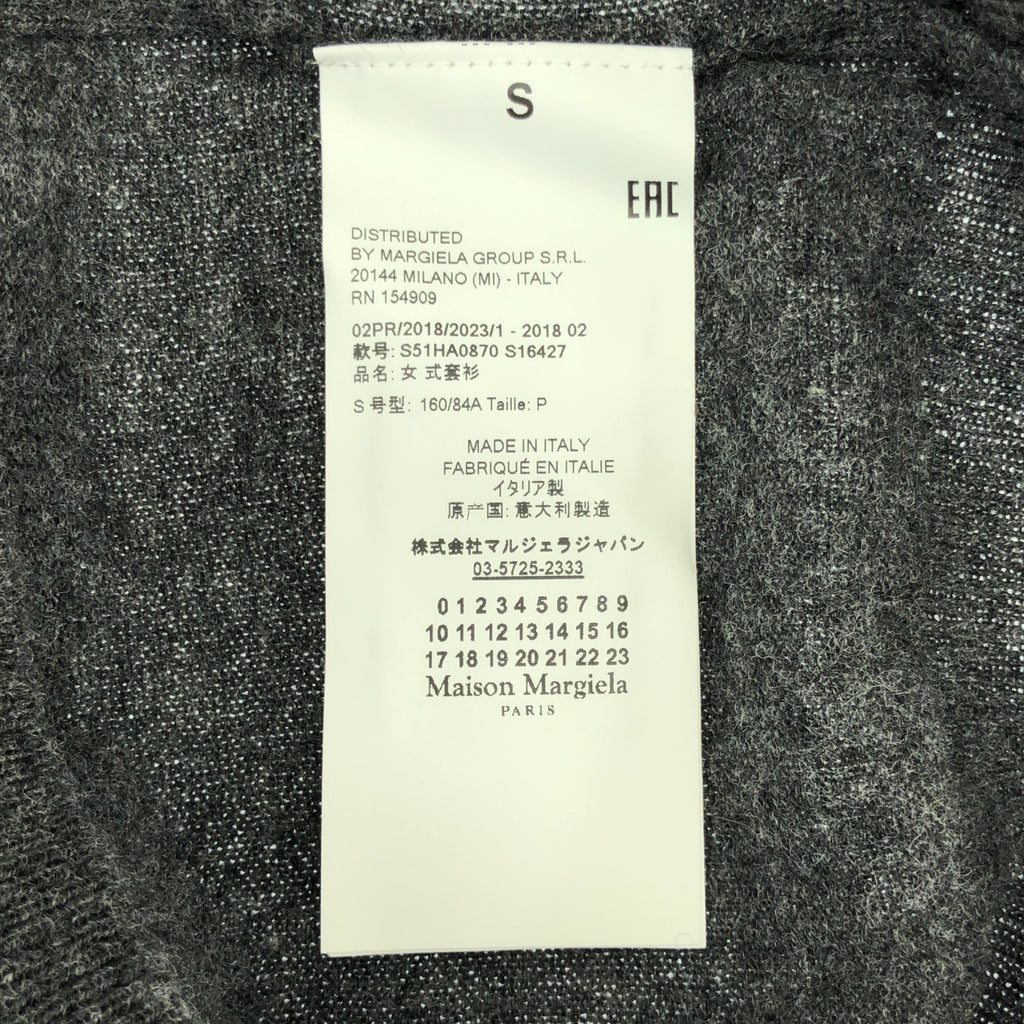 S
EAC
DISTRIBUTED
BY MARGIELA GROUP S.R.L.
20144 MILANO (MI) - ITALY
RN 154909
02PR/2018/2023/1 - 2018 02
款号: S51HA0870 S16427
品名: 女 式套衫
S 号型: 160/84A Taille: P
MADE IN ITALY
FABRIQUÉ EN ITALIE
イタリア製
原产国: 意大利製造
株式会社マルジェラジャパン
03-5725-2333
0 1 2 3 4 5 6 7 8 9
10 11 12 13 14 15 16
17 18 19 20 21 22 23
Maison Margiela
PARIS